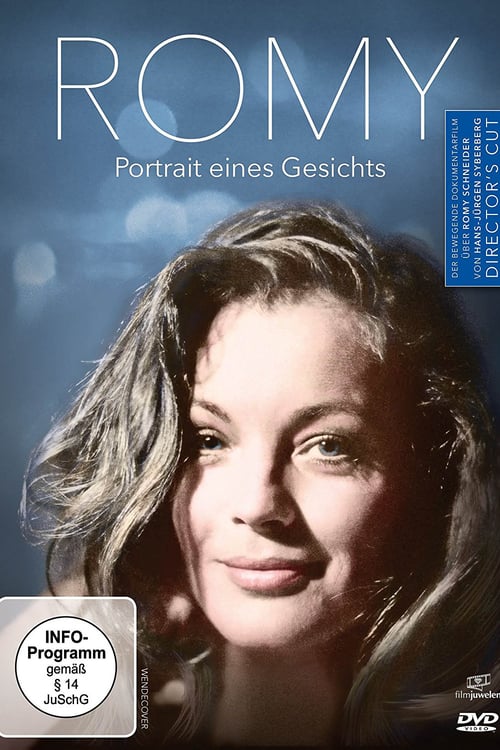 ROMY
Portrait eines Gesichts
DER BEWEGENDE DOKUMENTARFILM
ÜBER ROMY SCHNEIDER
VON HANS-JÜRGEN SYBERBERG
DIRECTOR'S CUT
INFO-
Programm
gemäß
§ 14
JuSchG
WENDECOVER
filmjuwelen
DVD
VIDEO